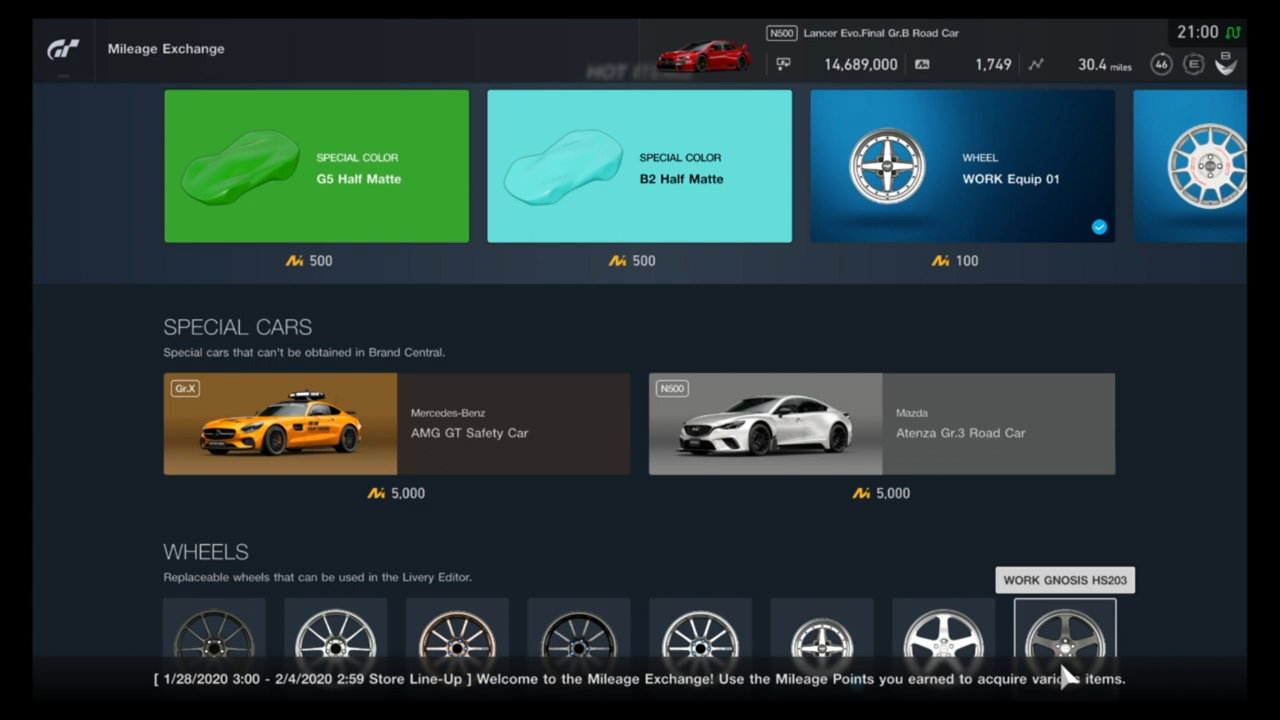 GT
Mileage Exchange
N500 Lancer Evo.Final Gr.B Road Car
21:00
14,689,000
1,749
30.4 miles
46
E
B
HOT ITEMS
SPECIAL COLOR
G5 Half Matte
500
SPECIAL COLOR
B2 Half Matte
500
WHEEL
WORK Equip 01
100
SPECIAL CARS
Special cars that can't be obtained in Brand Central.
Gr.X
Mercedes-Benz
AMG GT Safety Car
5,000
N500
Mazda
Atenza Gr.3 Road Car
5,000
WHEELS
Replaceable wheels that can be used in the Livery Editor.
WORK GNOSIS HS203
[ 1/28/2020 3:00 - 2/4/2020 2:59 Store Line-Up ] Welcome to the Mileage Exchange! Use the Mileage Points you earned to acquire various items.